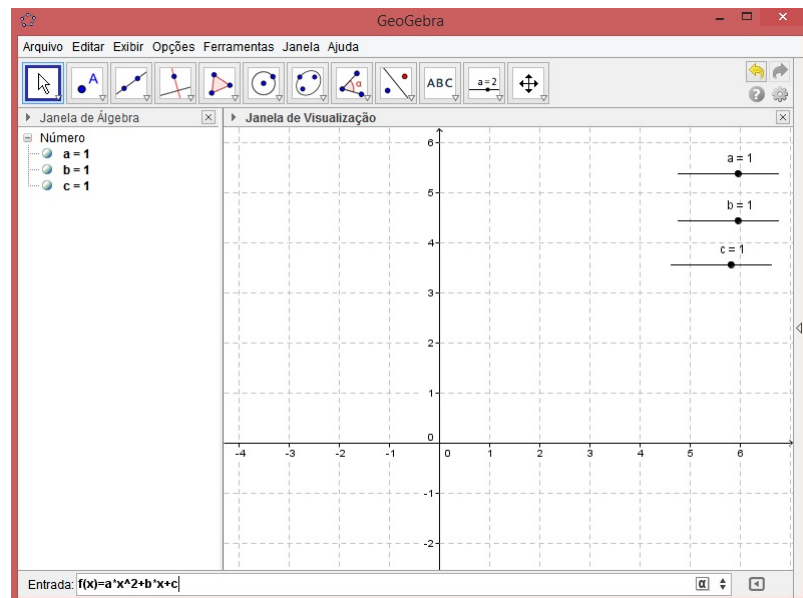 GeoGebra
Arquivo Editar Exibir Opções Ferramentas Janela Ajuda
A
α
ABC
a=2
Janela de Álgebra
Janela de Visualização
Número
a = 1
b = 1
c = 1
a = 1
b = 1
c = 1
6
5
4
3
2
1
0
-4 -3 -2 -1 0 1 2 3 4 5 6
-1
-2
Entrada: f(x)=a*x^2+b*x+c
α